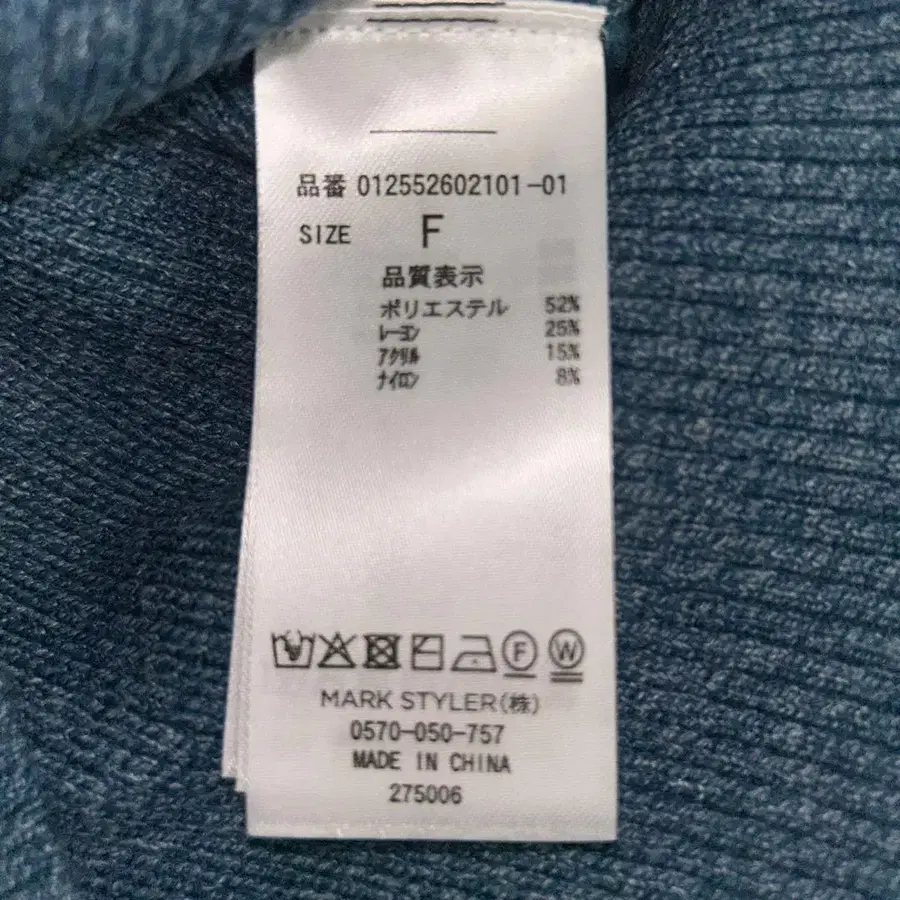 品番 012552602101-01
SIZE F
品質表示
ポリエステル 52%
レーヨン 25%
アクリル 15%
ナイロン 8%
F W
MARK STYLER(株)
0570-050-757
MADE IN CHINA
275006